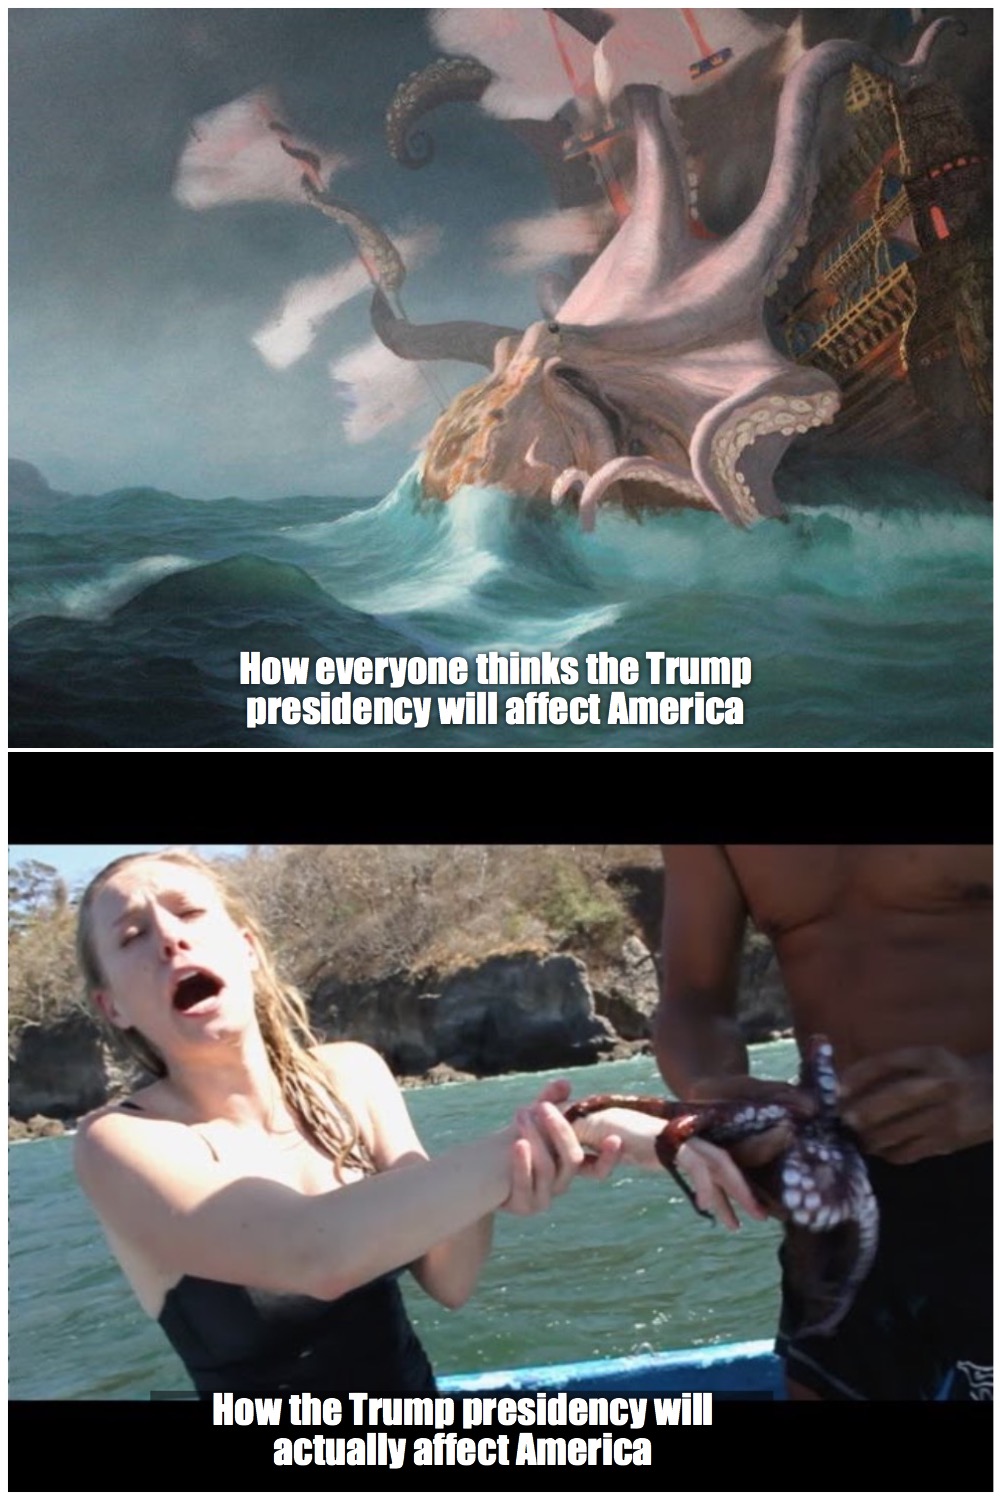 How everyone thinks the Trump
presidency will affect America
How the Trump presidency will
actually affect America